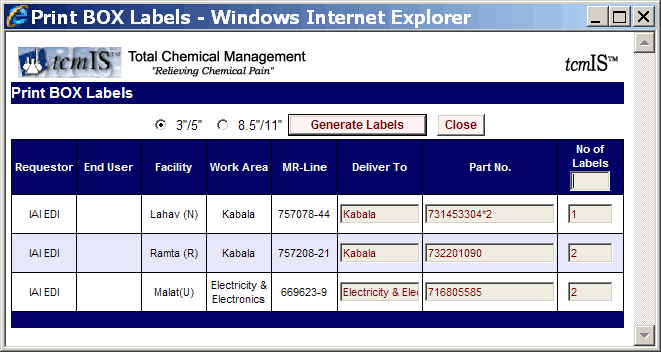 Print BOX Labels - Windows Internet Explorer
tcmIS™ Total Chemical Management tcmIS™
"Relieving Chemical Pain"
Print BOX Labels
3"/5" 8.5"/11" Generate Labels Close
Requestor End User Facility Work Area MR-Line Deliver To Part No. No of Labels
IAI EDI Lahav (N) Kabala 757078-44 Kabala 731453304*2 1
IAI EDI Ramta (R) Kabala 757208-21 Kabala 732201090 2
IAI EDI Malat(U) Electricity & Electronics 669623-9 Electricity & Elec 716805585 2